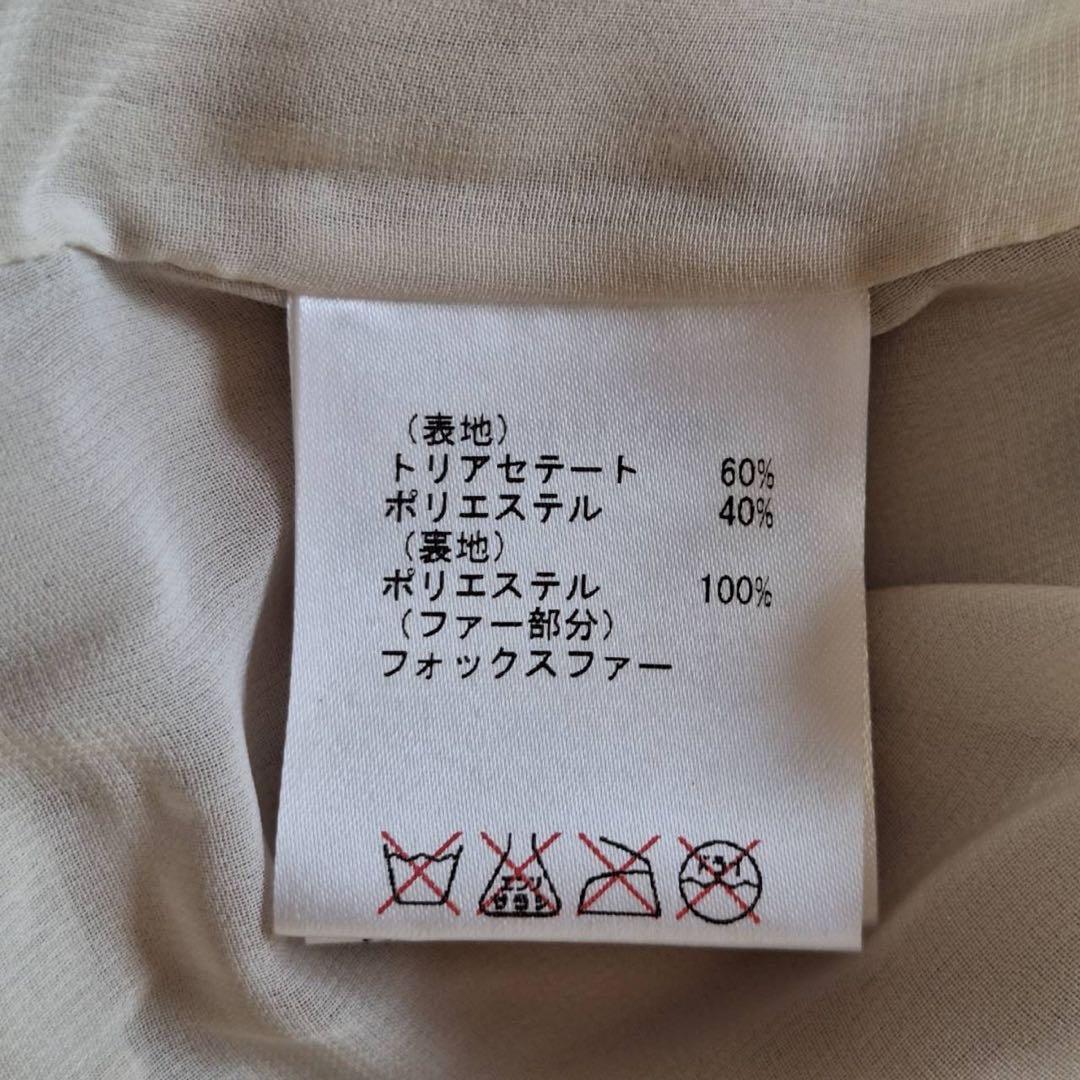 （表地）
トリアセテート 60%
ポリエステル 40%
（裏地）
ポリエステル 100%
（ファー部分）
フォックスファー
エンソ
サラシ
ドライ